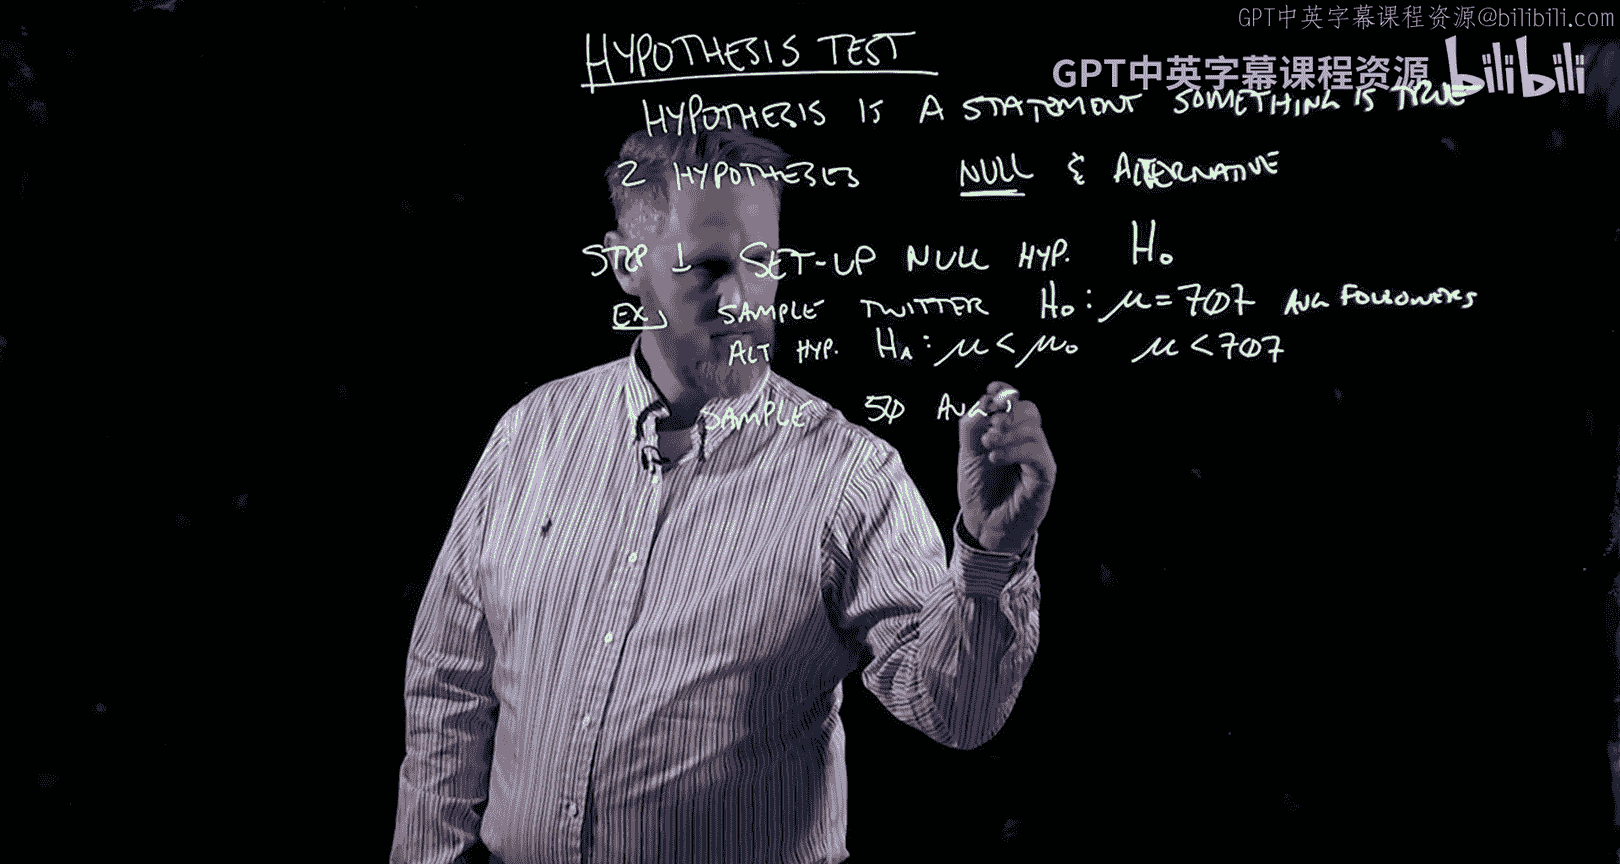 GPT中英字幕课程资源@bilibili.com
GPT中英字幕课程资源 bilibili
HYPOTHESIS TEST
HYPOTHESIS IS A STATEMENT SOMETHING IS TRUE
2 HYPOTHESES NULL & ALTERNATIVE
STEP 1 SET-UP NULL HYP. H₀
EX) SAMPLE TWITTER H₀: μ = 707 AVG FOLLOWERS
ALT HYP. Hₐ: μ < μ₀ μ < 707
SAMPLE 50 AVG